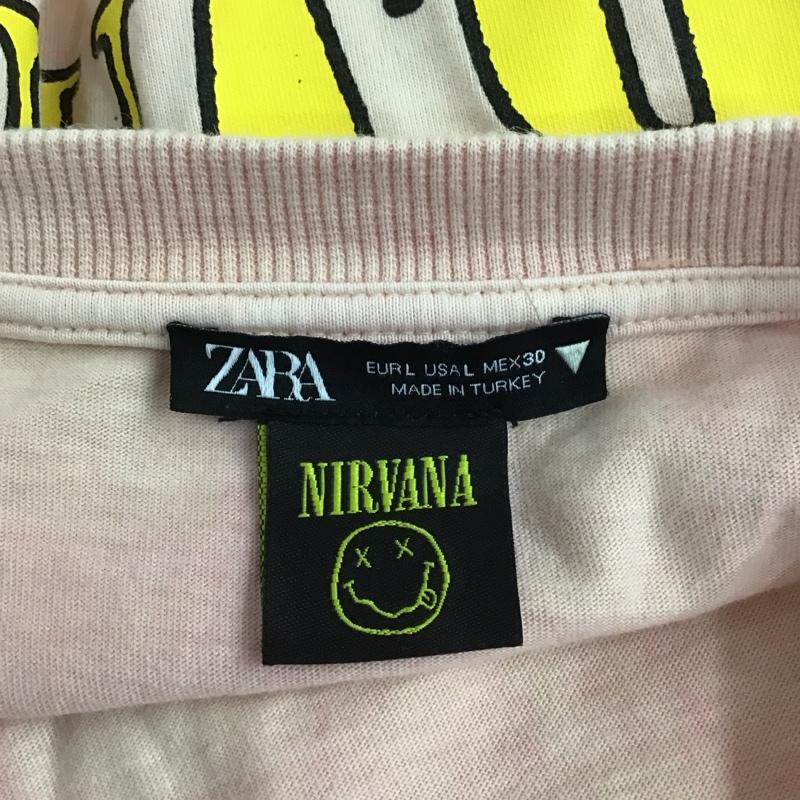 ZARA
EUR L USA L MEX 30
MADE IN TURKEY
NIRVANA